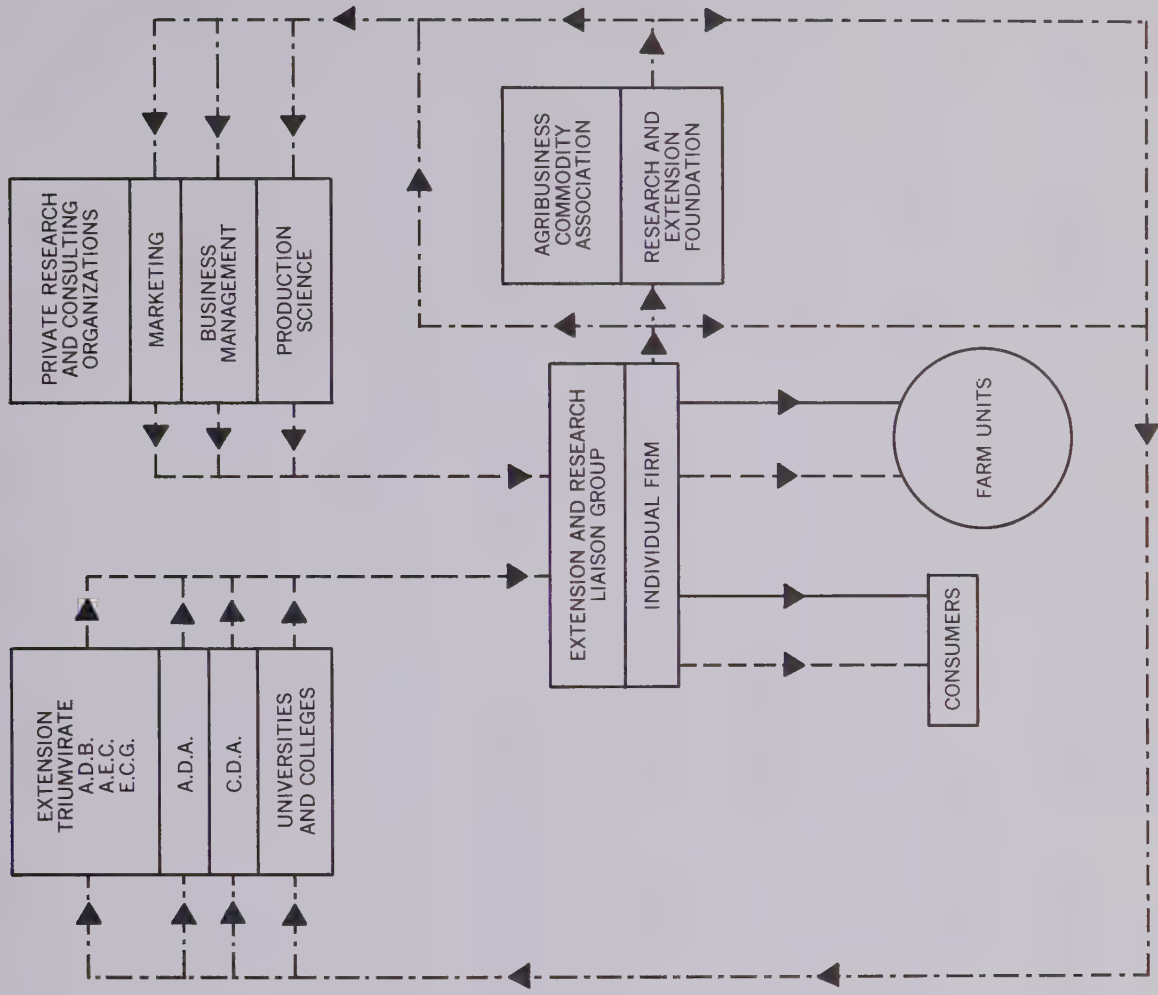 EXTENSION
TRIUMVIRATE
A.D.B.
A.E.C.
E.C.G.
A.D.A.
C.D.A.
UNIVERSITIES
AND COLLEGES
PRIVATE RESEARCH
AND CONSULTING
ORGANIZATIONS
MARKETING
BUSINESS
MANAGEMENT
PRODUCTION
SCIENCE
EXTENSION AND RESEARCH
LIAISON GROUP
INDIVIDUAL FIRM
AGRIBUSINESS
COMMODITY
ASSOCIATION
RESEARCH AND
EXTENSION
FOUNDATION
CONSUMERS
FARM UNITS